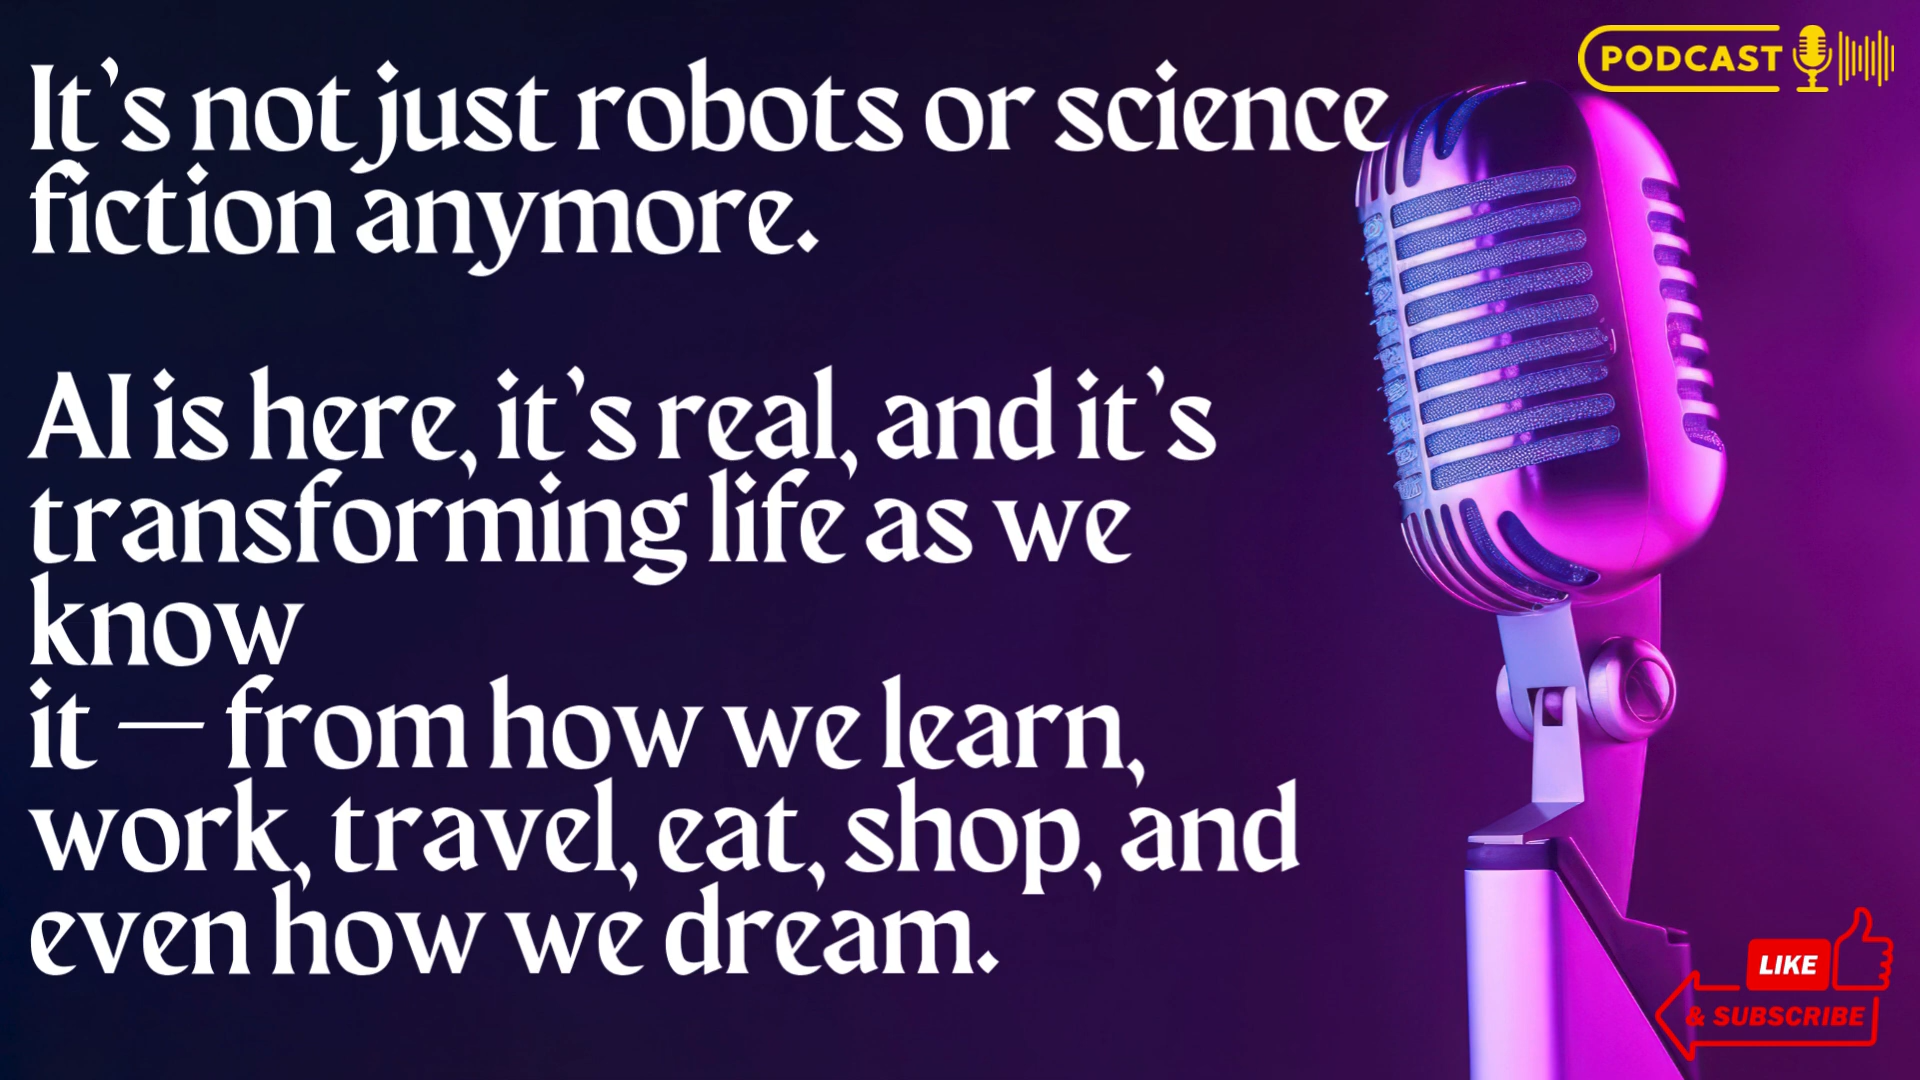 PODCAST
It's not just robots or science
fiction anymore.
AI is here, it's real, and it's
transforming life as we
know
it — from how we learn,
work, travel, eat, shop, and
even how we dream.
LIKE
& SUBSCRIBE